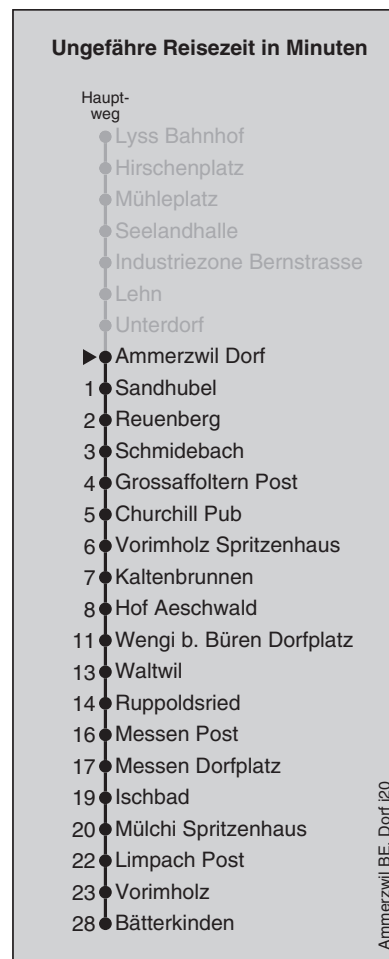 Ungefähre Reisezeit in Minuten
Haupt-
weg
Lyss Bahnhof
Hirschenplatz
Mühleplatz
Seelandhalle
Industriezone Bernstrasse
Lehn
Unterdorf
Ammerzwil Dorf
1 Sandhubel
2 Reuenberg
3 Schmidebach
4 Grossaffoltern Post
5 Churchill Pub
6 Vorimholz Spritzenhaus
7 Kaltenbrunnen
8 Hof Aeschwald
11 Wengi b. Büren Dorfplatz
13 Waltwil
14 Ruppoldsried
16 Messen Post
17 Messen Dorfplatz
19 Ischbad
20 Mülchi Spritzenhaus
22 Limpach Post
23 Vorimholz
28 Bätterkinden
Ammerzwil BE, Dorf j20